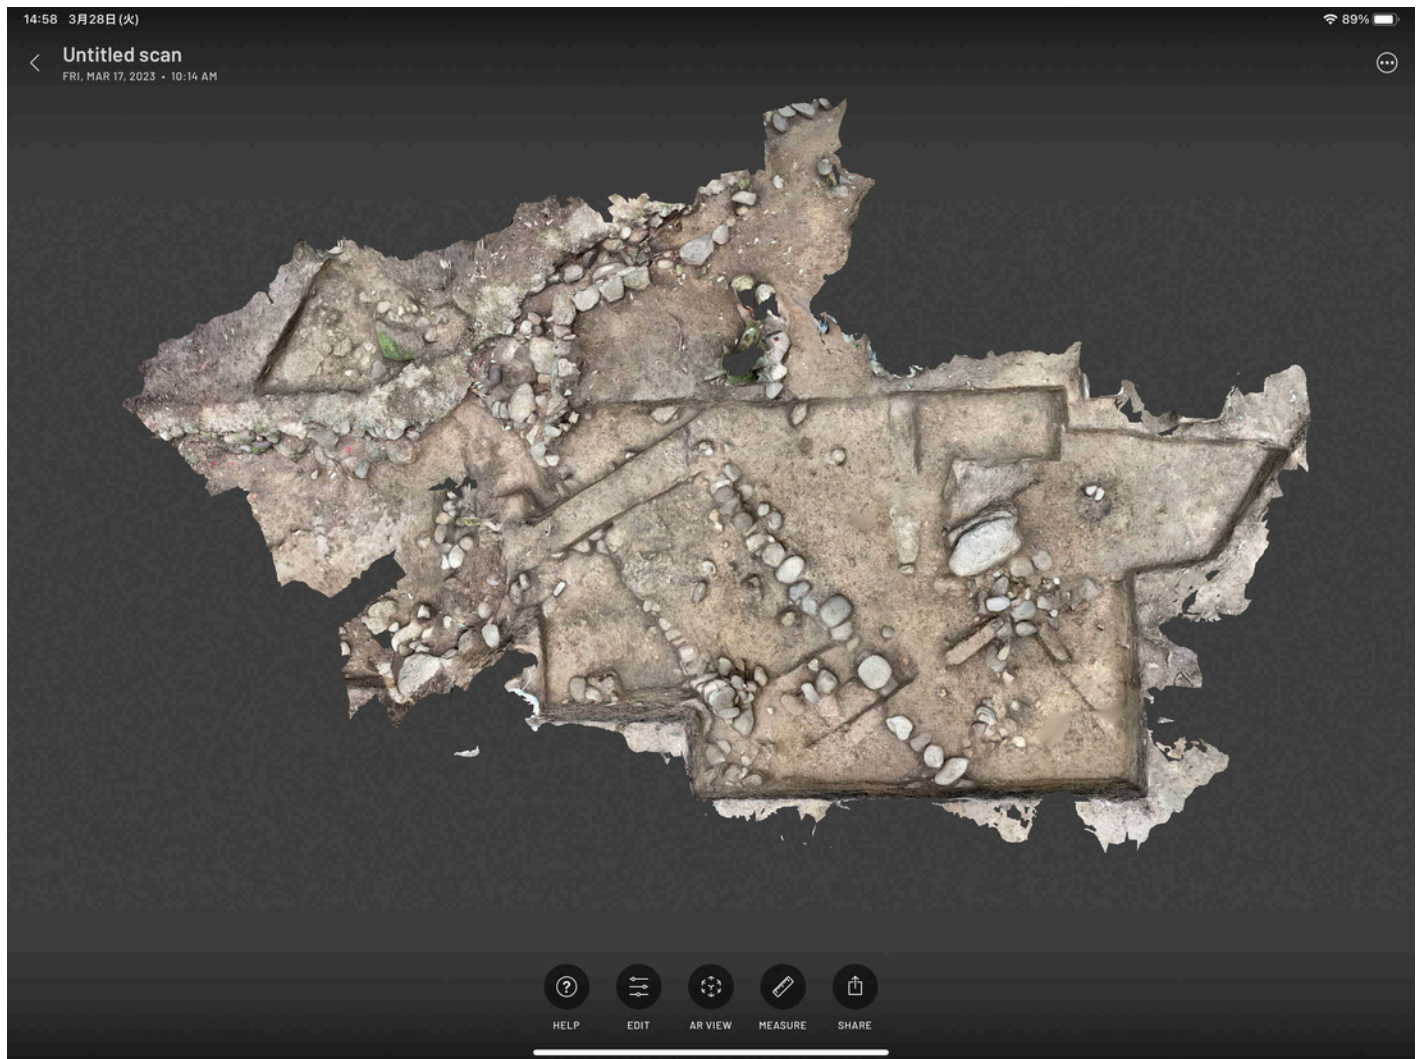 14:58 3月28日(火)
89%
Untitled scan
FRI, MAR 17, 2023 • 10:14 AM
HELP
EDIT
AR VIEW
MEASURE
SHARE